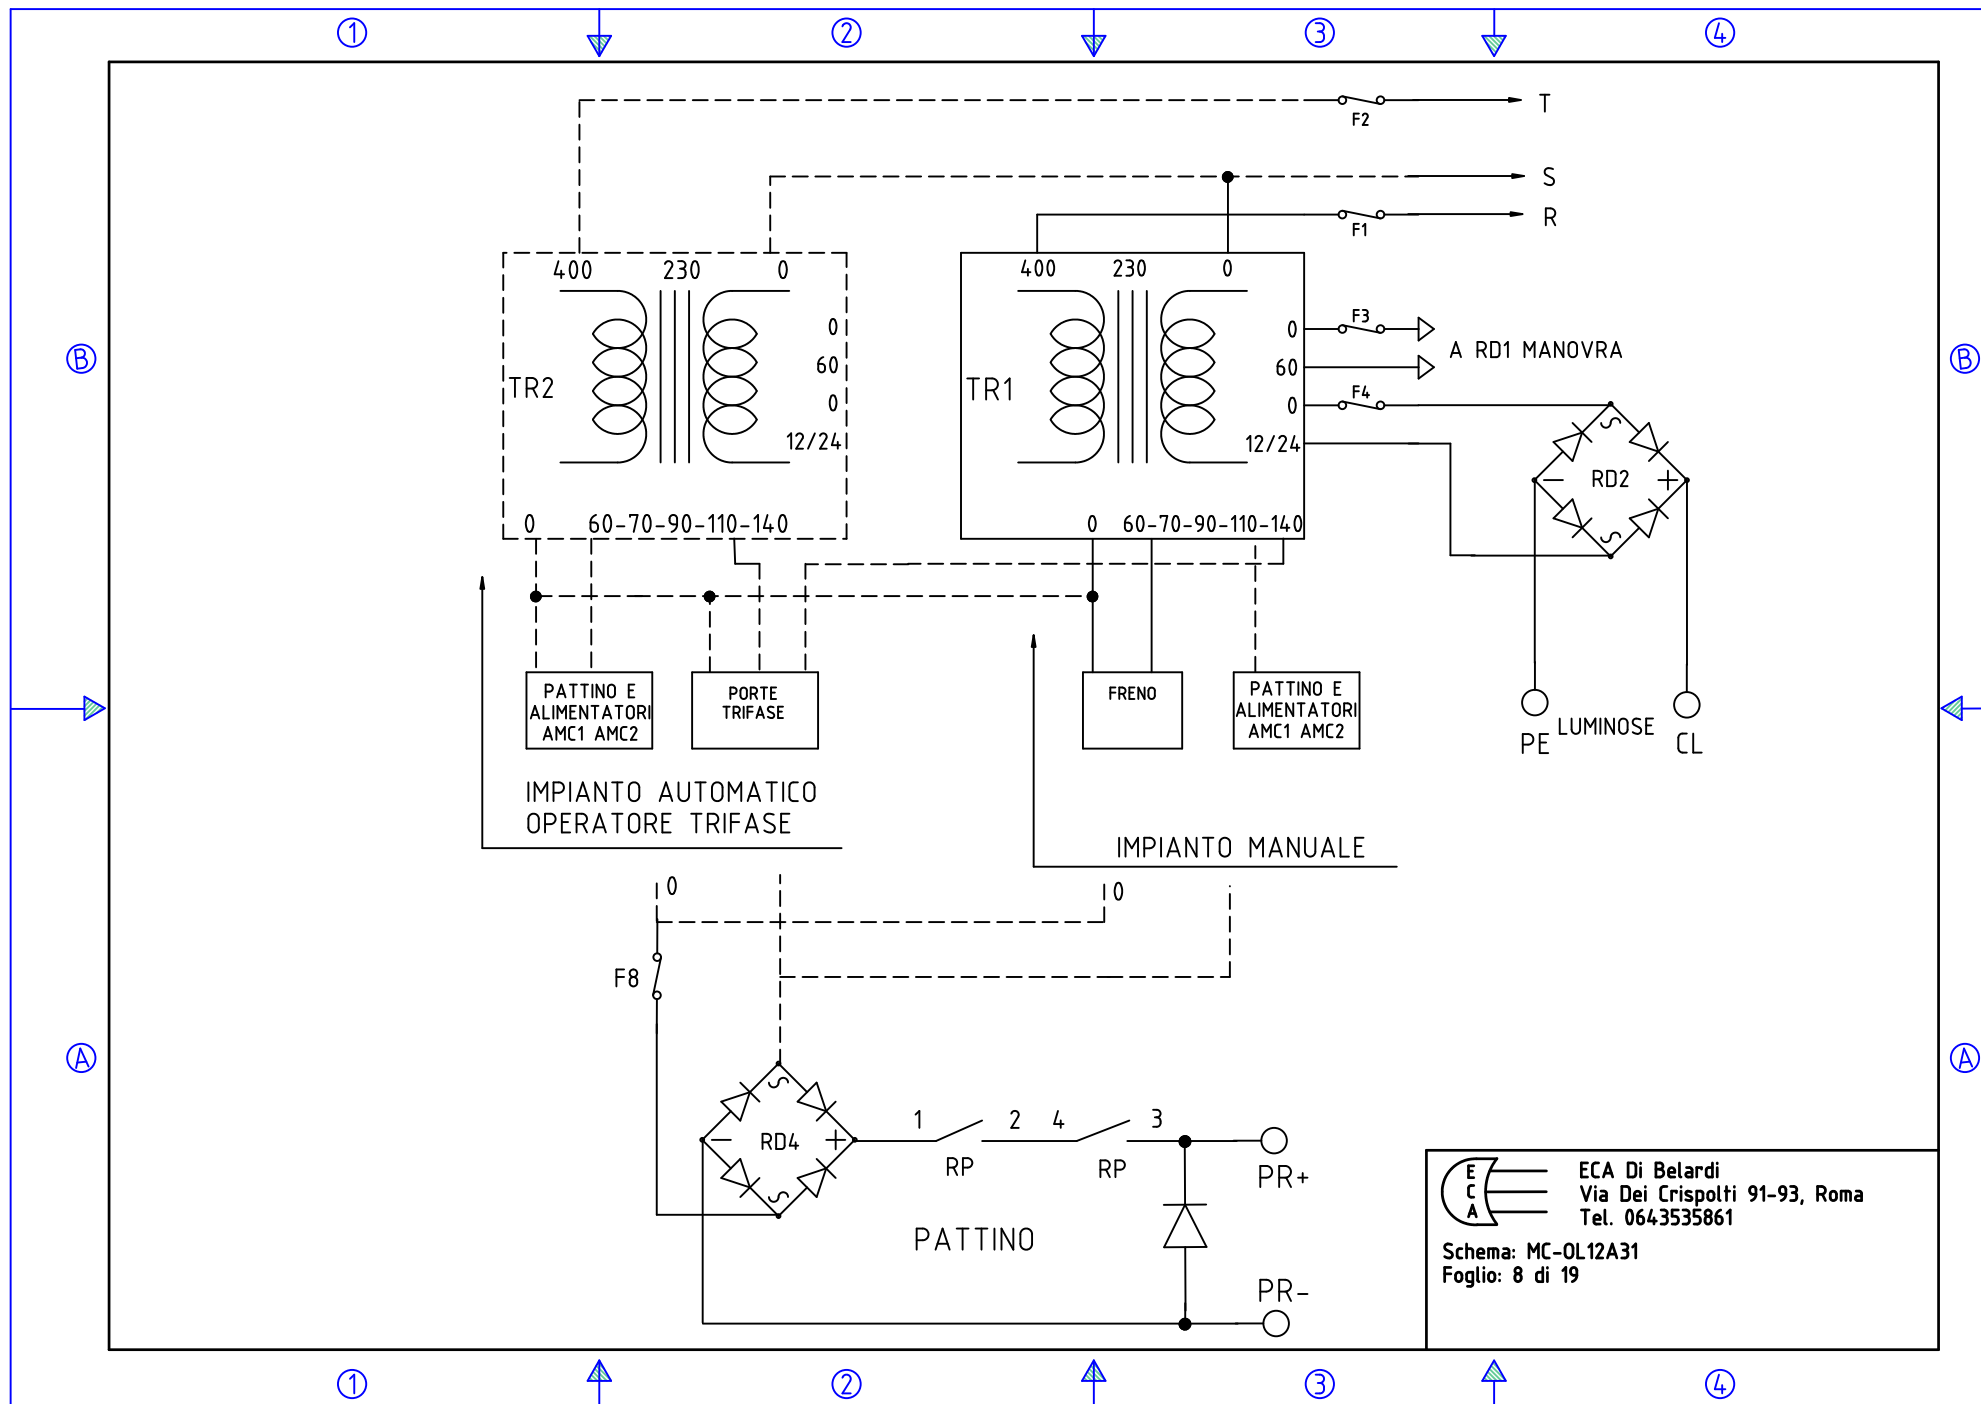 1 2 3 4
T
F2
S
R
F1
400 230 0
400 230 0
0
60
0
12/24
TR2
TR1
0
60
0
12/24
F3
A RD1 MANOVRA
F4
B
B
RD2
− +
0 60-70-90-110-140
0 60-70-90-110-140
PATTINO E
ALIMENTATORI
AMC1 AMC2
PORTE
TRIFASE
FRENO
PATTINO E
ALIMENTATORI
AMC1 AMC2
PE LUMINOSE CL
IMPIANTO AUTOMATICO
OPERATORE TRIFASE
IMPIANTO MANUALE
0
0
F8
A
A
RD4
− +
1 2 4 3
RP RP
PR+
PATTINO
PR-
E
C
A
ECA Di Belardi
Via Dei Crispolti 91-93, Roma
Tel. 0643535861
Schema: MC-OL12A31
Foglio: 8 di 19
1 2 3 4